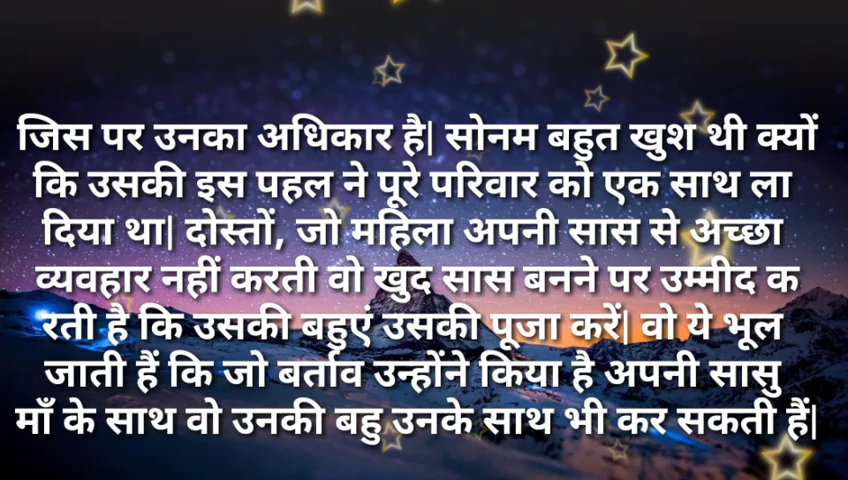 जिस पर उनका अधिकार है| सोनम बहुत खुश थी क्यों
कि उसकी इस पहल ने पूरे परिवार को एक साथ ला
दिया था| दोस्तों, जो महिला अपनी सास से अच्छा
व्यवहार नहीं करती वो खुद सास बनने पर उम्मीद क
रती है कि उसकी बहुएं उसकी पूजा करें| वो ये भूल
जाती हैं कि जो बर्ताव उन्होंने किया है अपनी सासु
माँ के साथ वो उनकी बहु उनके साथ भी कर सकती हैं|